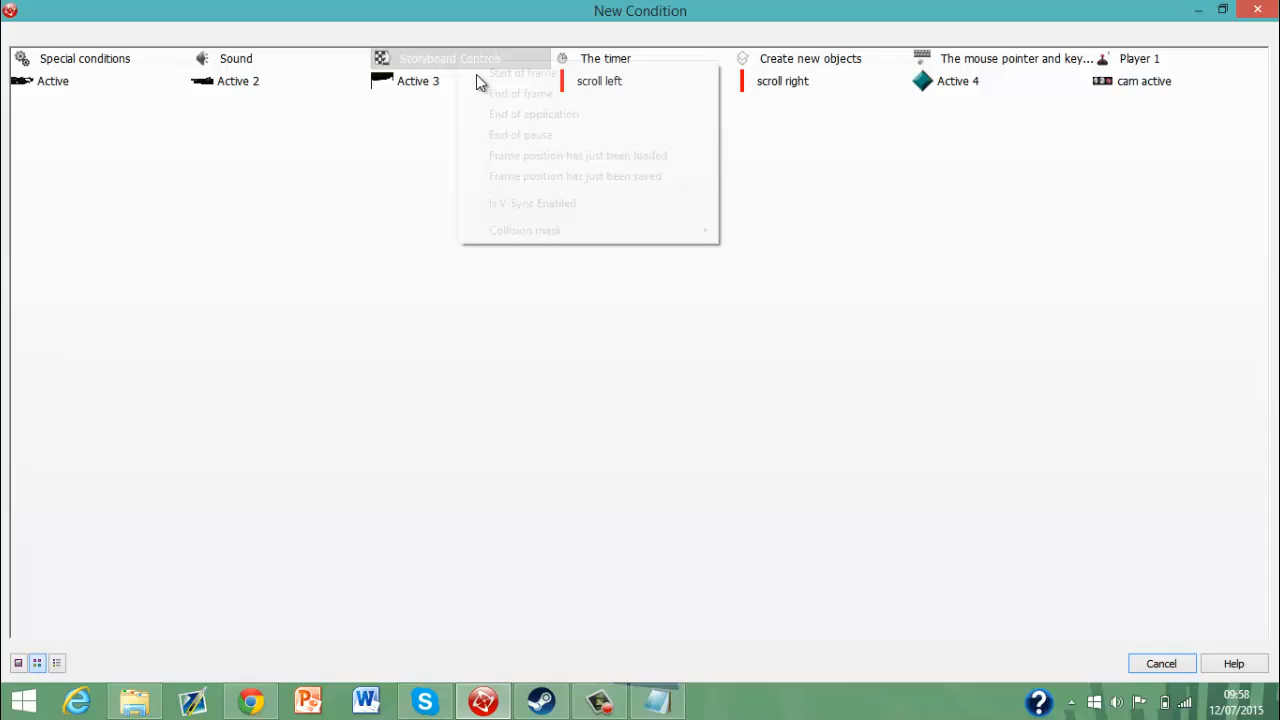 New Condition
Special conditions
Sound
Storyboard Controls
The timer
Create new objects
The mouse pointer and key...
Player 1
Active
Active 2
Active 3
scroll left
scroll right
Active 4
cam active
Start of frame
End of frame
End of application
End of pause
Frame position has just been loaded
Frame position has just been saved
Is V-Sync Enabled
Collision mask
Cancel
Help
09:58
12/07/2015